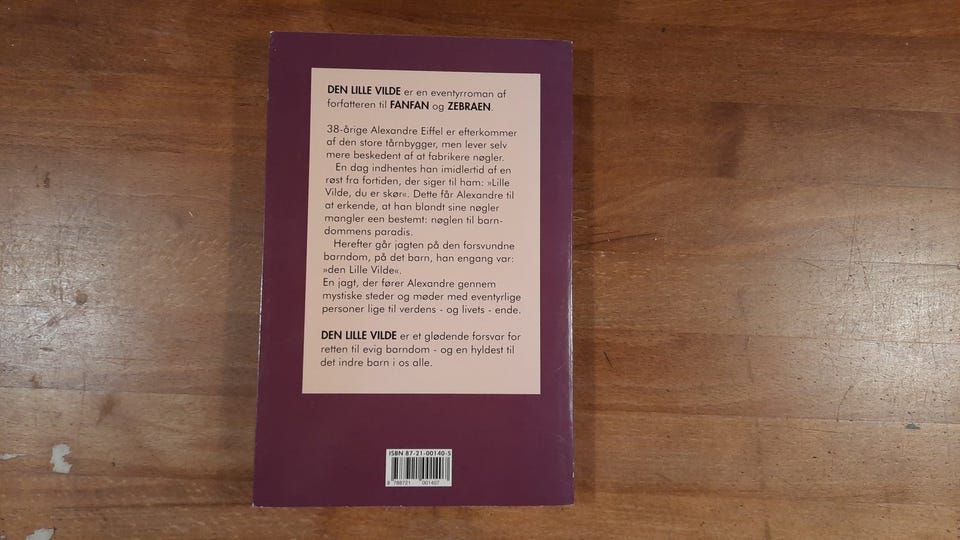 DEN LILLE VILDE er en eventyrroman af
forfatteren til FANFAN og ZEBRAEN.
38-årige Alexandre Eiffel er efterkommer
af den store tårnbygger, men lever selv
mere beskedent af at fabrikere nøgler.
En dag indhentes han imidlertid af en
røst fra fortiden, der siger til ham: »Lille
Vilde, du er skør«. Dette får Alexandre til
at erkende, at han blandt sine nøgler
mangler een bestemt: nøglen til barn-
dommens paradis.
Herefter går jagten på den forsvundne
barndom, på det barn, han engang var:
»den Lille Vilde«.
En jagt, der fører Alexandre gennem
mystiske steder og møder med eventyrlige
personer lige til verdens - og livets - ende.
DEN LILLE VILDE er et glødende forsvar for
retten til evig barndom - og en hyldest til
det indre barn i os alle.
ISBN 87-21-00140-5
9 788721 001407